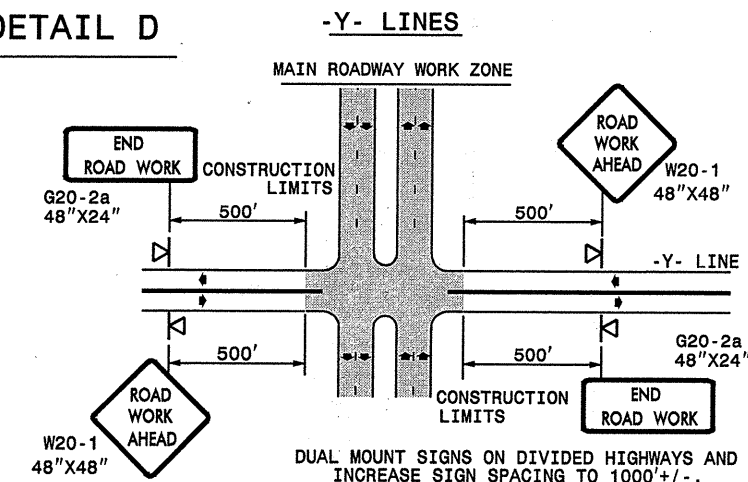 DETAIL D
-Y- LINES
MAIN ROADWAY WORK ZONE
END
ROAD WORK
G20-2a
48"X24"
CONSTRUCTION
LIMITS
500'
500'
ROAD
WORK
AHEAD
W20-1
48"X48"
-Y- LINE
500'
500'
ROAD
WORK
AHEAD
W20-1
48"X48"
CONSTRUCTION
LIMITS
G20-2a
48"X24"
END
ROAD WORK
DUAL MOUNT SIGNS ON DIVIDED HIGHWAYS AND
INCREASE SIGN SPACING TO 1000'+/-.